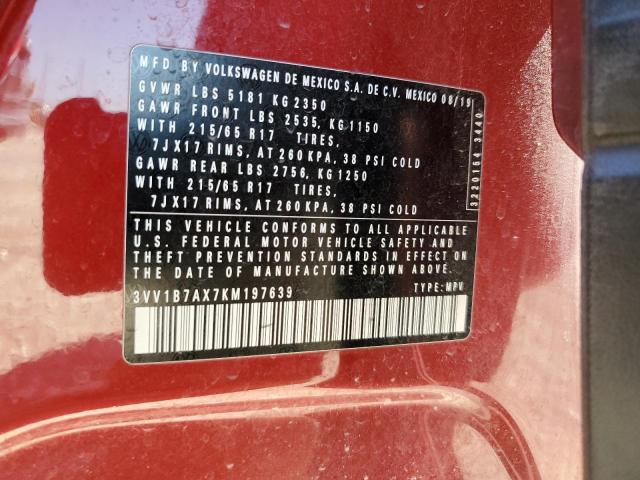 MFD. BY VOLKSWAGEN DE MEXICO S.A. DE C.V. MEXICO 08/19
GVWR LBS 5181 KG 2350
GAWR FRONT LBS 2535, KG 1150
WITH 215/65 R17 TIRES,
7JX17 RIMS, AT 260 KPA, 38 PSI COLD
GAWR REAR LBS 2756, KG 1250
WITH 215/65 R17 TIRES,
7JX17 RIMS, AT 260 KPA, 38 PSI COLD
3220154 3440
THIS VEHICLE CONFORMS TO ALL APPLICABLE
U.S. FEDERAL MOTOR VEHICLE SAFETY AND
THEFT PREVENTION STANDARDS IN EFFECT ON
THE DATE OF MANUFACTURE SHOWN ABOVE.
3VV1B7AX7KM197639 TYPE: MPV